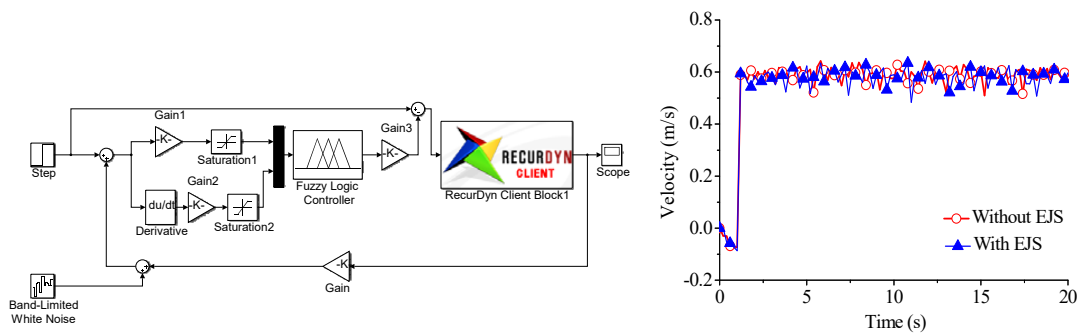 Gain1
-K-
Saturation1
Step
Gain2
du/dt
-K-
Derivative
Saturation2
Fuzzy Logic
Controller
Gain3
-K-
RECURDYN
CLIENT
RecurDyn Client Block1
Scope
-K
Gain
Band-Limited
White Noise
0.8
0.6
0.4
0.2
0.0
-0.2
Velocity (m/s)
Without EJS
With EJS
0
5
10
15
20
Time (s)